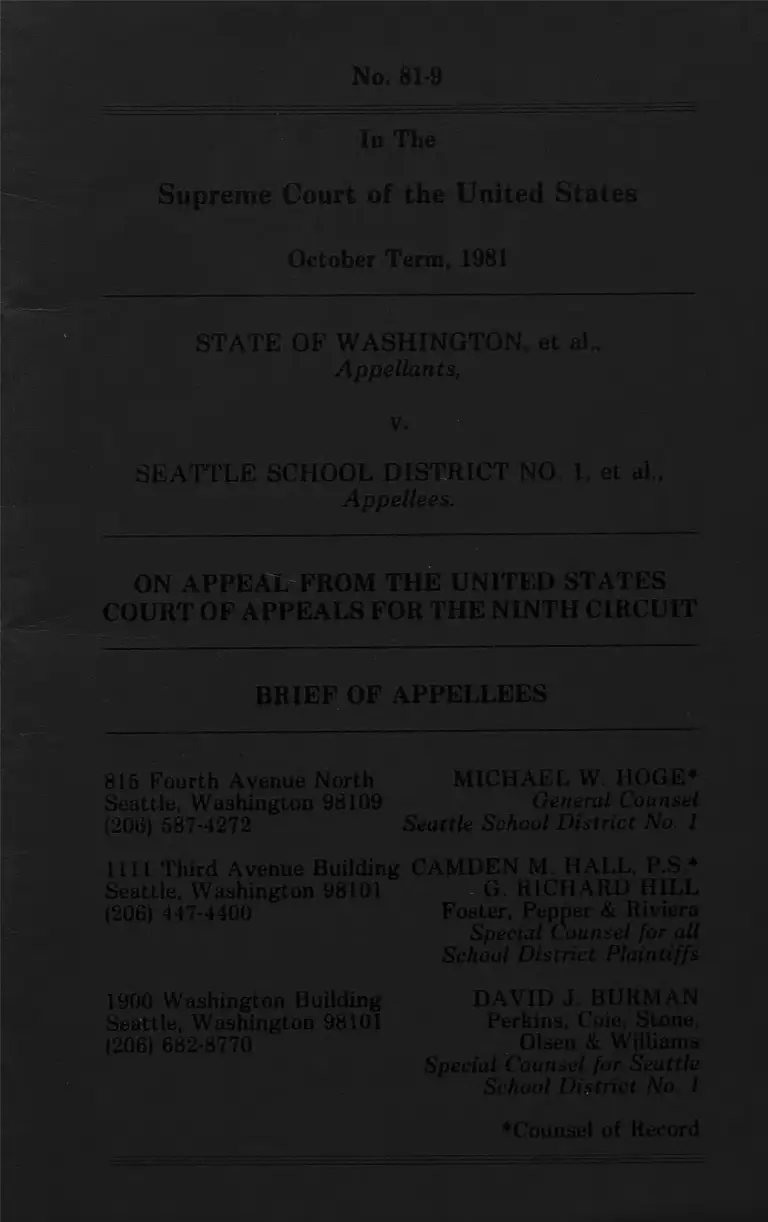 No. 81-9
In The
Supreme Court of the United States
October Term, 1981
STATE OF WASHINGTON, et al.,
Appellants,
v.
SEATTLE SCHOOL DISTRICT NO. 1, et al.,
Appellees.
ON APPEAL FROM THE UNITED STATES
COURT OF APPEALS FOR THE NINTH CIRCUIT
BRIEF OF APPELLEES
815 Fourth Avenue North MICHAEL W. HOGE*
Seattle, Washington 98109 General Counsel
(206) 587-4272 Seattle School District No. 1
1111 Third Avenue Building CAMDEN M. HALL, P.S.*
Seattle, Washington 98101 G. RICHARD HILL
(206) 447-4400 Foster, Pepper & Riviera
Special Counsel for all
School District Plaintiffs
1900 Washington Building DAVID J. BURMAN
Seattle, Washington 98101 Perkins, Coie, Stone,
(206) 682-8770 Olsen & Williams
Special Counsel for Seattle
School District No. 1
*Counsel of Record